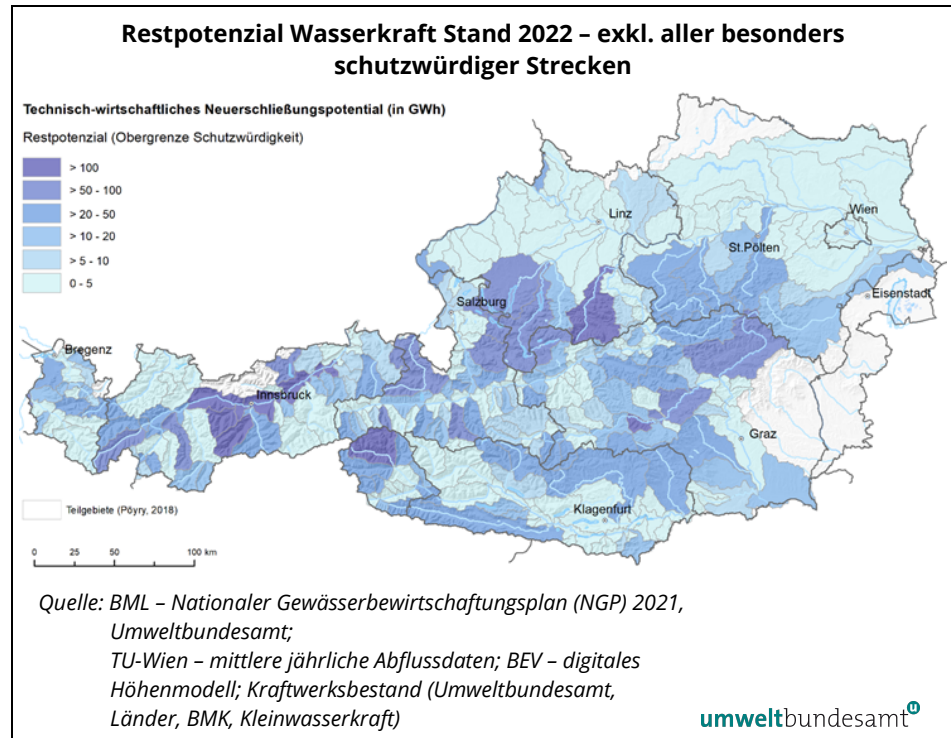 Restpotenzial Wasserkraft Stand 2022 – exkl. aller besonders
schutzwürdiger Strecken
Technisch-wirtschaftliches Neuerschließungspotential (in GWh)
Restpotenzial (Obergrenze Schutzwürdigkeit)
> 100
> 50 - 100
> 20 - 50
> 10 - 20
> 5 - 10
0 - 5
Linz
Wien
St.Pölten
Eisenstadt
Salzburg
Bregenz
Innsbruck
Graz
Klagenfurt
Teilgebiete (Pöyry, 2018)
0 25 50 100 km
Quelle: BML – Nationaler Gewässerbewirtschaftungsplan (NGP) 2021,
Umweltbundesamt;
TU-Wien – mittlere jährliche Abflussdaten; BEV – digitales
Höhenmodell; Kraftwerksbestand (Umweltbundesamt,
Länder, BMK, Kleinwasserkraft)
umweltbundesamt u